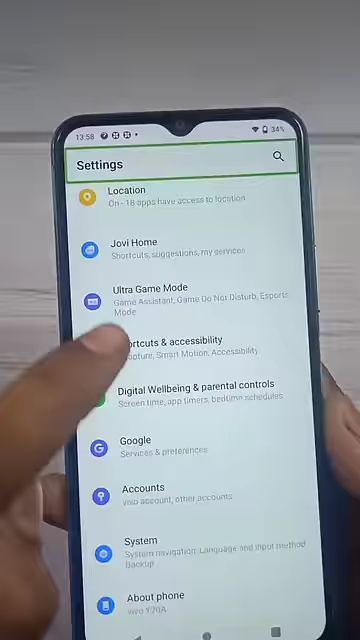 13:58
34%
Settings
Location
On - 18 apps have access to location
Jovi Home
Shortcuts, suggestions, my services
Ultra Game Mode
Game Assistant, Game Do Not Disturb, Esports
Mode
ortcuts & accessibility
apture, Smart Motion, Accessibility
Digital Wellbeing & parental controls
Screen time, app timers, bedtime schedules
Google
Services & preferences
Accounts
vivo account, other accounts
System
System navigation, Language and input method
Backup
About phone
vivo Y20A